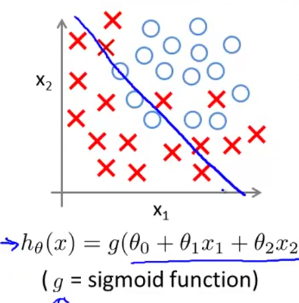 x₂
x₁
→hθ(x) = g(θ₀ + θ₁x₁ + θ₂x₂
( g = sigmoid function)